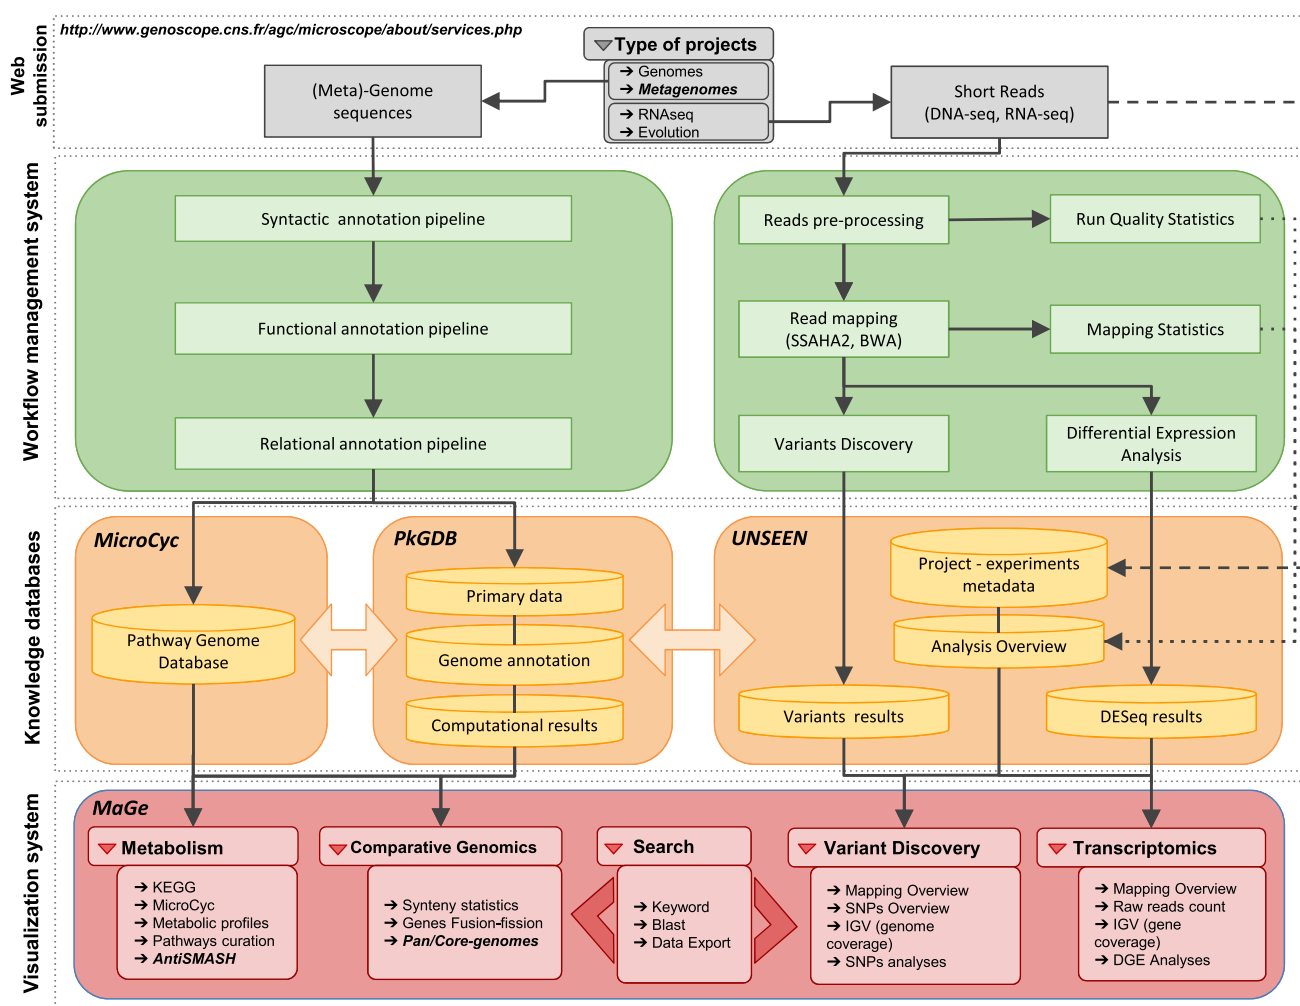 http://www.genoscope.cns.fr/agc/microscope/about/services.php
Web
submission
Type of projects
➔ Genomes
➔ Metagenomes
➔ RNAseq
➔ Evolution
(Meta)-Genome
sequences
Short Reads
(DNA-seq, RNA-seq)
Workflow management system
Syntactic annotation pipeline
Functional annotation pipeline
Relational annotation pipeline
Reads pre-processing
Run Quality Statistics
Read mapping
(SSAHA2, BWA)
Mapping Statistics
Variants Discovery
Differential Expression
Analysis
Knowledge databases
MicroCyc
Pathway Genome
Database
PkGDB
Primary data
Genome annotation
Computational results
UNSEEN
Project - experiments
metadata
Analysis Overview
Variants results
DESeq results
Visualization system
MaGe
Metabolism
➔ KEGG
➔ MicroCyc
➔ Metabolic profiles
➔ Pathways curation
➔ AntiSMASH
Comparative Genomics
➔ Synteny statistics
➔ Genes Fusion-fission
➔ Pan/Core-genomes
Search
➔ Keyword
➔ Blast
➔ Data Export
Variant Discovery
➔ Mapping Overview
➔ SNPs Overview
➔ IGV (genome
coverage)
➔ SNPs analyses
Transcriptomics
➔ Mapping Overview
➔ Raw reads count
➔ IGV (gene
coverage)
➔ DGE Analyses